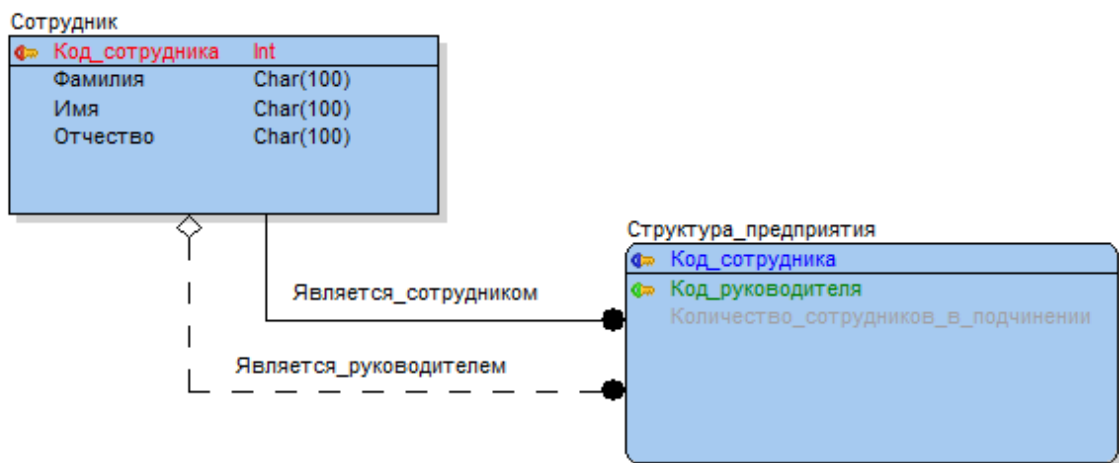 Сотрудник
Код_сотрудника Int
Фамилия Char(100)
Имя Char(100)
Отчество Char(100)
Структура_предприятия
Код_сотрудника
Код_руководителя
Количество_сотрудников_в_подчинении
Является_сотрудником
Является_руководителем